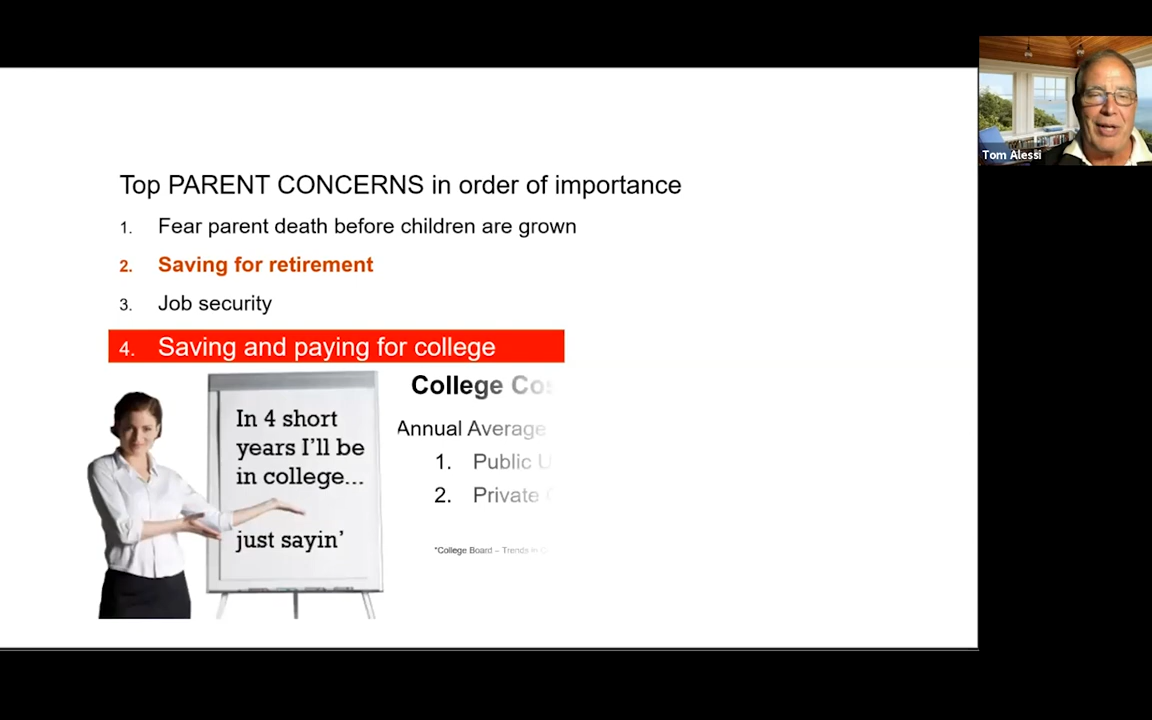 Tom Alessi
Top PARENT CONCERNS in order of importance
1. Fear parent death before children are grown
2. Saving for retirement
3. Job security
4. Saving and paying for college
In 4 short
years I'll be
in college...
just sayin'
College
Annual Average
1. Public
2. Private
*College Board – Trends in